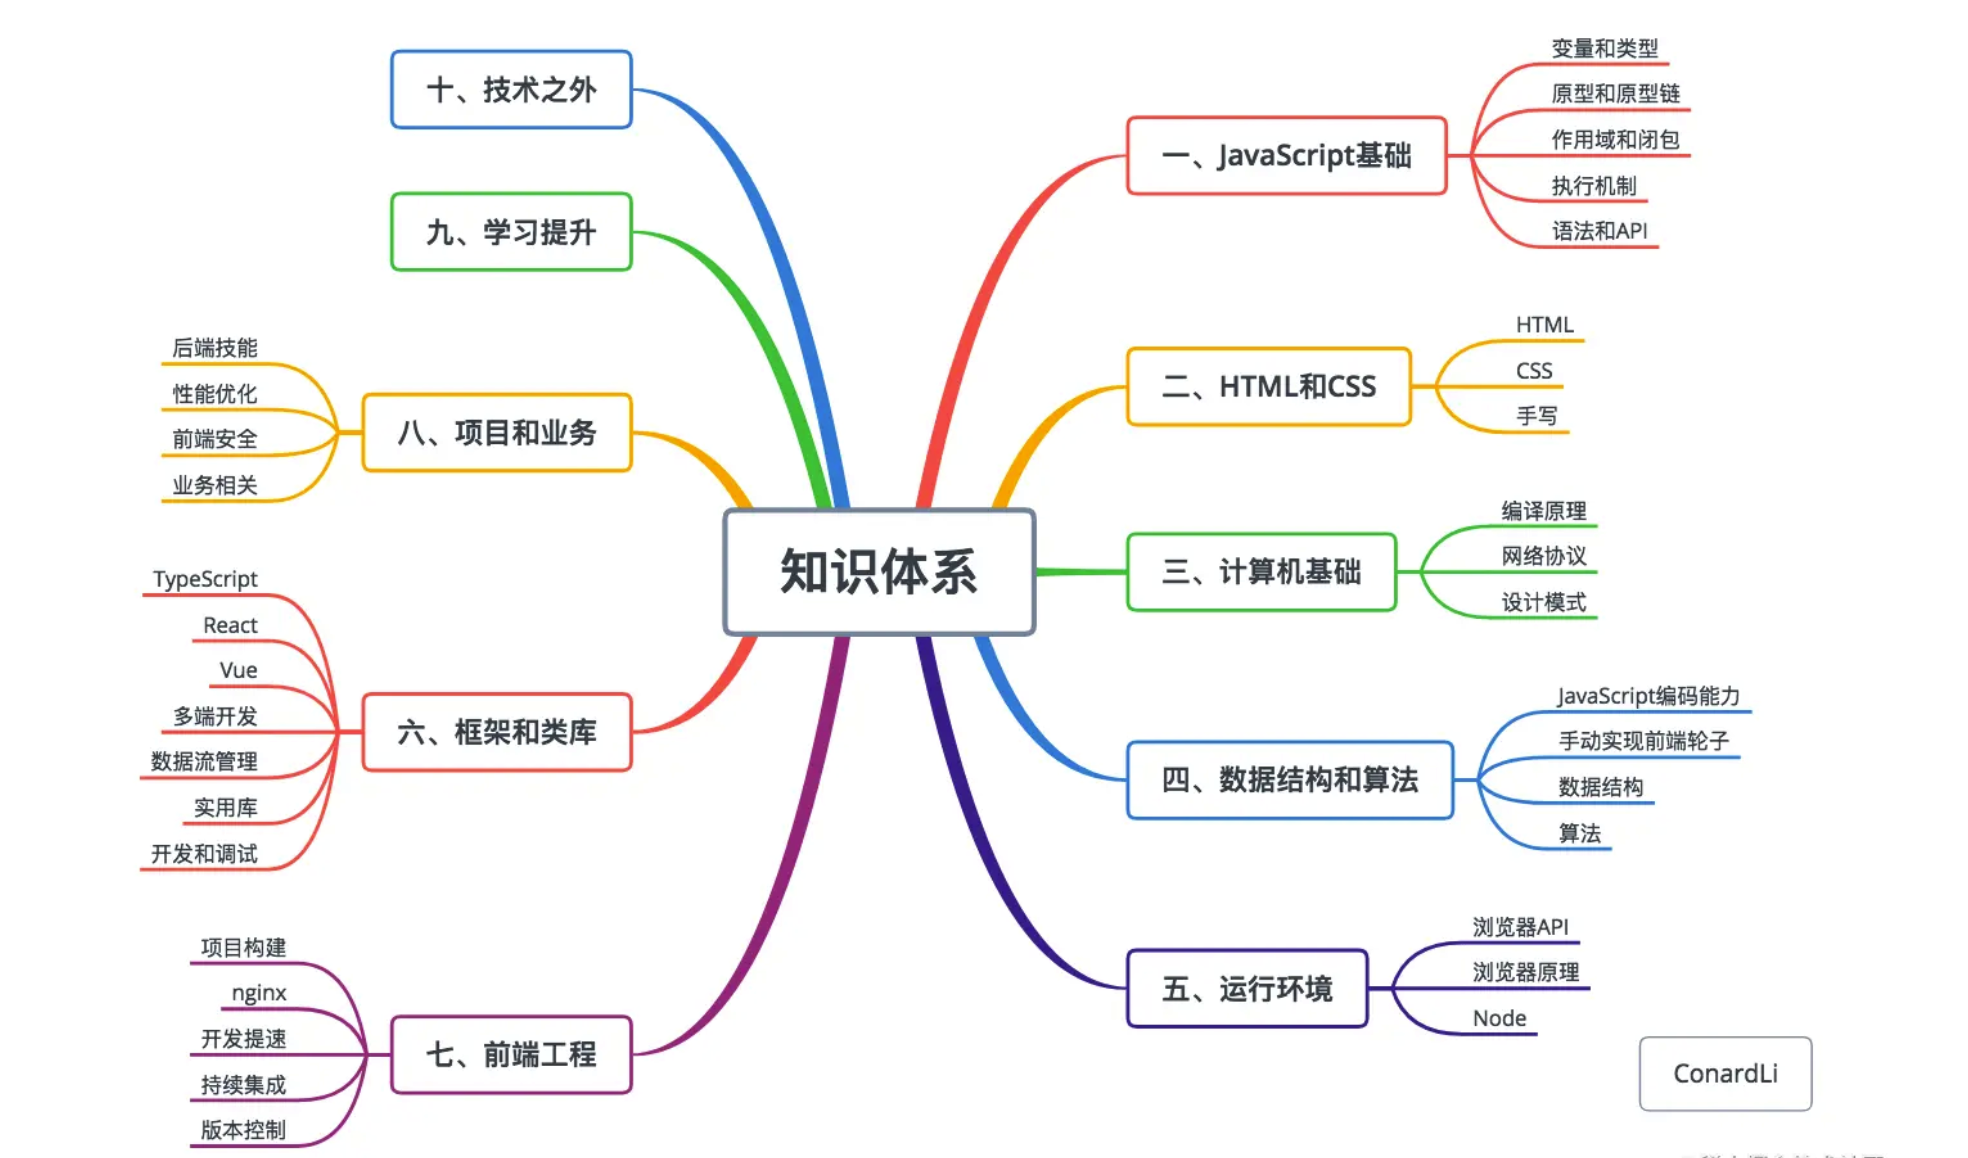 知识体系
一、JavaScript基础
变量和类型
原型和原型链
作用域和闭包
执行机制
语法和API
二、HTML和CSS
HTML
CSS
手写
三、计算机基础
编译原理
网络协议
设计模式
四、数据结构和算法
JavaScript编码能力
手动实现前端轮子
数据结构
算法
五、运行环境
浏览器API
浏览器原理
Node
六、框架和类库
TypeScript
React
Vue
多端开发
数据流管理
实用库
开发和调试
七、前端工程
项目构建
nginx
开发提速
持续集成
版本控制
八、项目和业务
后端技能
性能优化
前端安全
业务相关
九、学习提升
十、技术之外
ConardLi